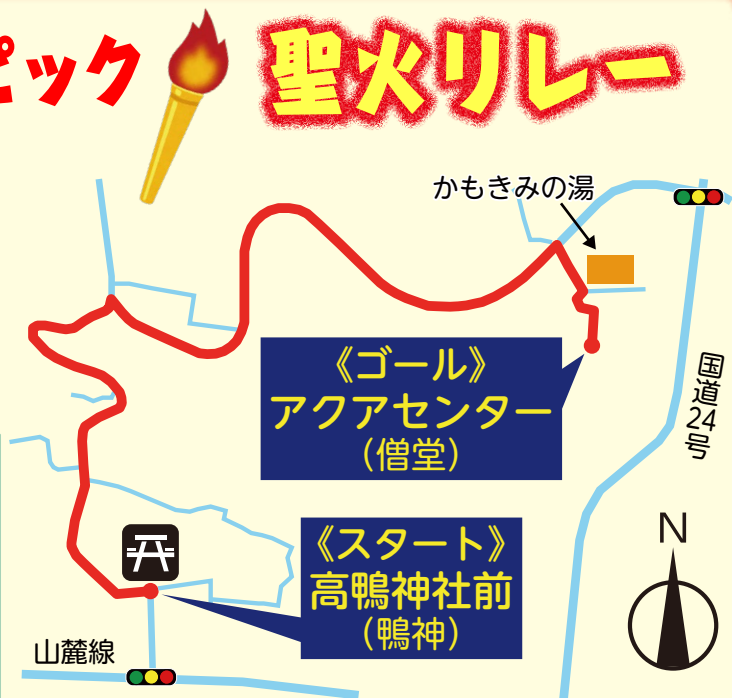 ピック 聖火リレー
かもきみの湯
《ゴール》
アクアセンター
(僧堂)
国道24号
《スタート》
高鴨神社前
(鴨神)
N
山麓線